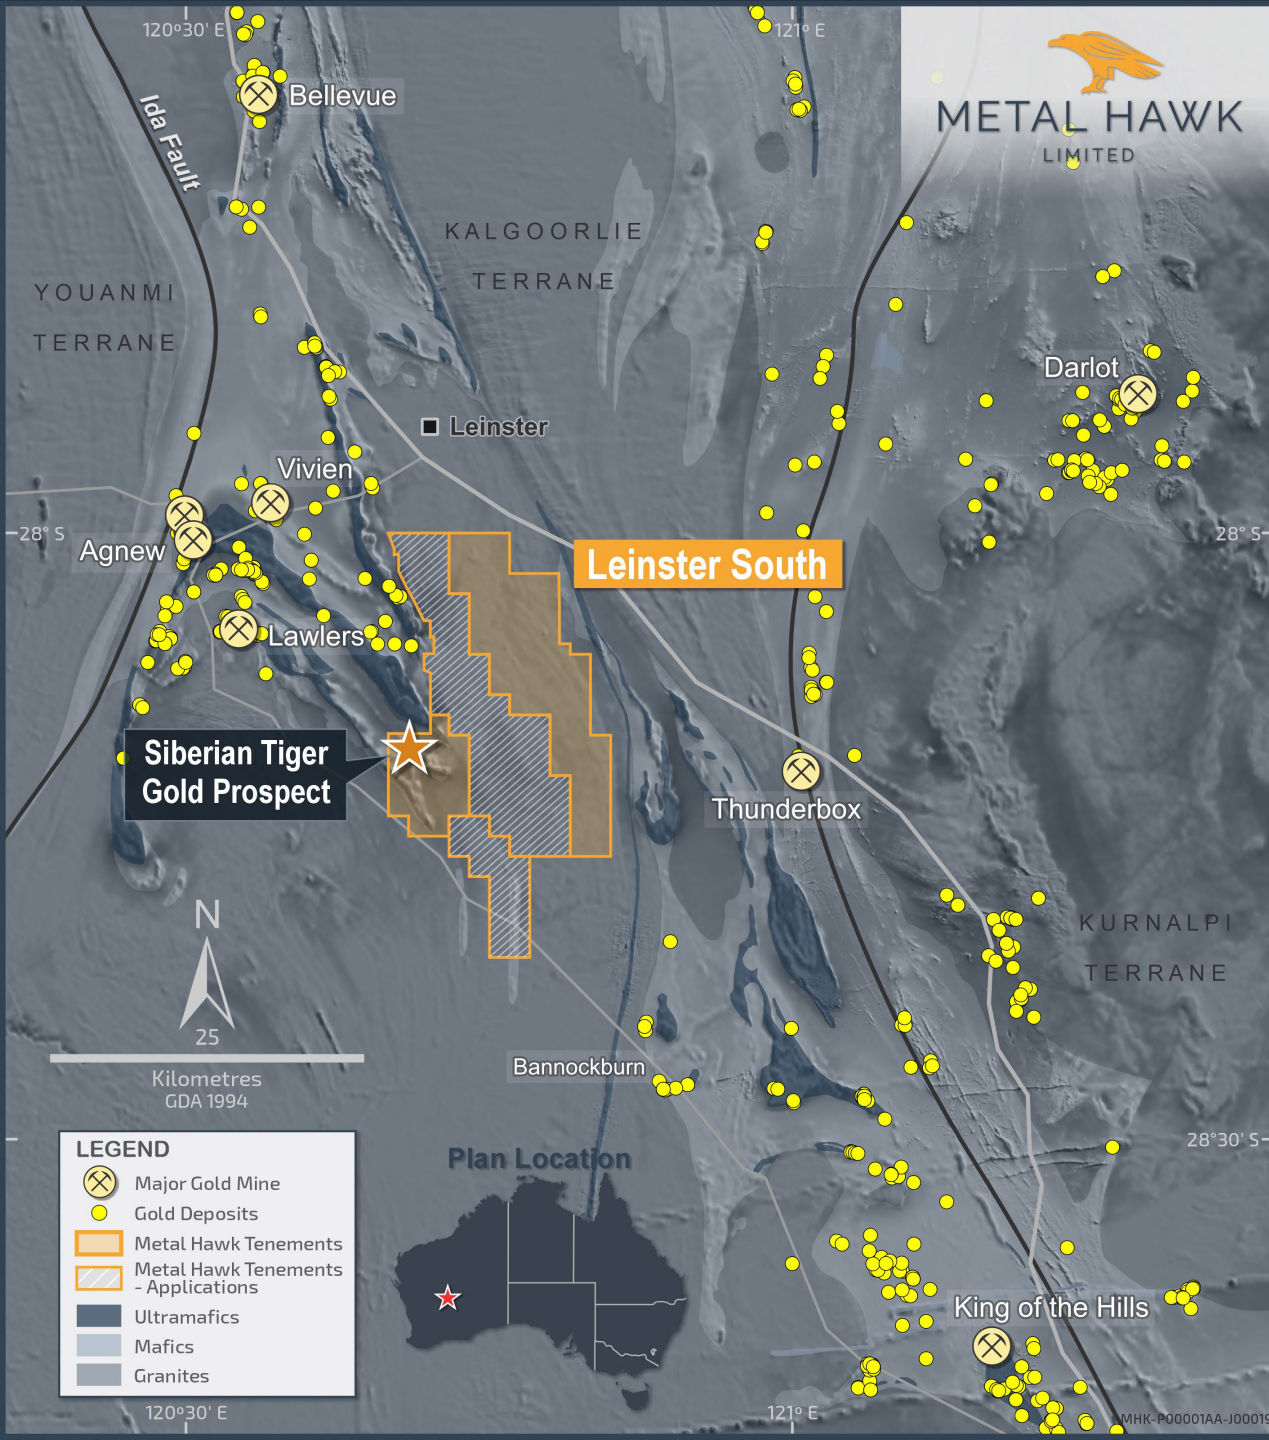 120°30' E
121° E
METAL HAWK
LIMITED
Bellevue
Ida Fault
KALGOORLIE
TERRANE
YOUANMI
TERRANE
Darlot
Leinster
Vivien
28° S
28° S
Agnew
Leinster South
Lawlers
Siberian Tiger
Gold Prospect
Thunderbox
KURNALPI
TERRANE
N
25
Kilometres
GDA 1994
Bannockburn
28°30' S
Plan Location
LEGEND
Major Gold Mine
Gold Deposits
Metal Hawk Tenements
Metal Hawk Tenements
- Applications
Ultramafics
Mafics
Granites
King of the Hills
120°30' E
121° E
MHK-P00001AA-J00019